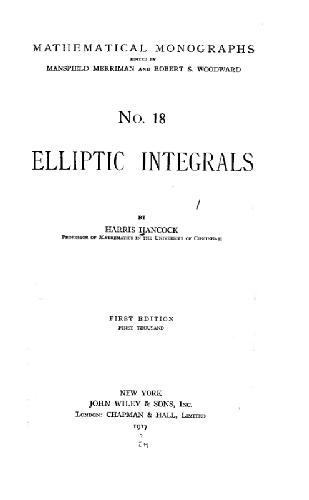 MATHEMATICAL MONOGRAPHS
EDITED BY
MANSFIELD MERRIMAN AND ROBERT S. WOODWARD
No. 18
ELLIPTIC INTEGRALS
BY
HARRIS HANCOCK
PROFESSOR OF MATHEMATICS IN THE UNIVERSITY OF CINCINNATI
FIRST EDITION
FIRST THOUSAND
NEW YORK
JOHN WILEY & SONS, INC.
LONDON: CHAPMAN & HALL, LIMITED
1917